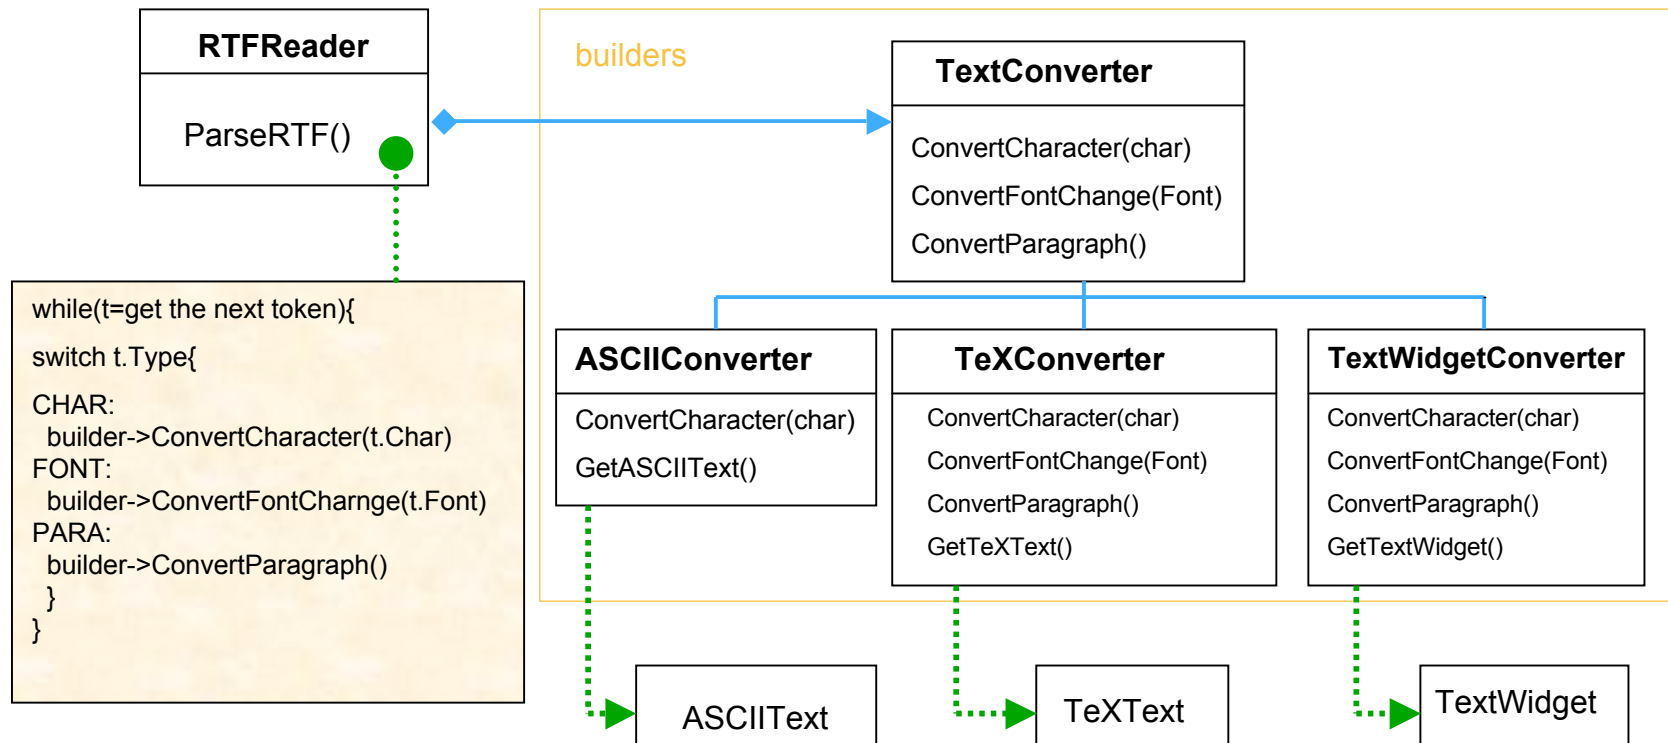 RTFReader
ParseRTF()
while(t=get the next token){
switch t.Type{
CHAR:
builder->ConvertCharacter(t.Char)
FONT:
builder->ConvertFontCharnge(t.Font)
PARA:
builder->ConvertParagraph()
}
}
builders
TextConverter
ConvertCharacter(char)
ConvertFontChange(Font)
ConvertParagraph()
ASCIIConverter
ConvertCharacter(char)
GetASCIIText()
TeXConverter
ConvertCharacter(char)
ConvertFontChange(Font)
ConvertParagraph()
GetTeXText()
TextWidgetConverter
ConvertCharacter(char)
ConvertFontChange(Font)
ConvertParagraph()
GetTextWidget()
ASCIIText
TeXText
TextWidget